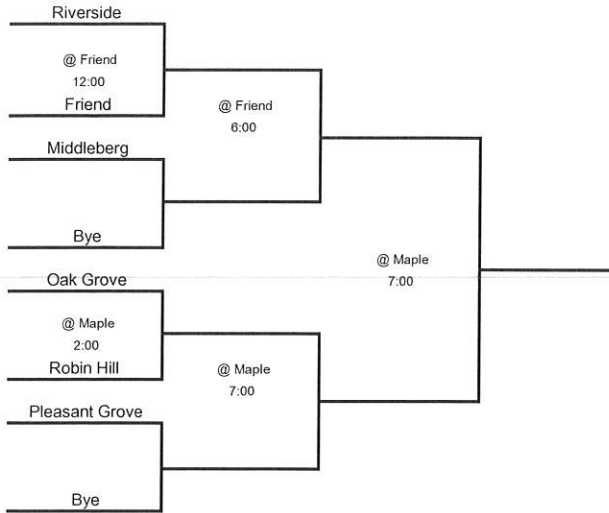 Riverside
@ Friend
12:00
Friend
@ Friend
6:00
Middleberg
Bye
@ Maple
7:00
Oak Grove
@ Maple
2:00
Robin Hill
@ Maple
7:00
Pleasant Grove
Bye